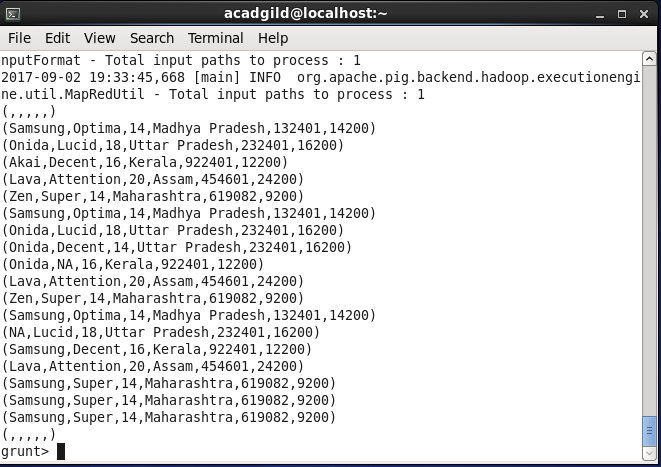 acadgild@localhost:~
File Edit View Search Terminal Help
nputFormat - Total input paths to process : 1
2017-09-02 19:33:45,668 [main] INFO  org.apache.pig.backend.hadoop.executionengi
ne.util.MapRedUtil - Total input paths to process : 1
(,,,,,)
(Samsung,Optima,14,Madhya Pradesh,132401,14200)
(Onida,Lucid,18,Uttar Pradesh,232401,16200)
(Akai,Decent,16,Kerala,922401,12200)
(Lava,Attention,20,Assam,454601,24200)
(Zen,Super,14,Maharashtra,619082,9200)
(Samsung,Optima,14,Madhya Pradesh,132401,14200)
(Onida,Lucid,18,Uttar Pradesh,232401,16200)
(Onida,Decent,14,Uttar Pradesh,232401,16200)
(Onida,NA,16,Kerala,922401,12200)
(Lava,Attention,20,Assam,454601,24200)
(Zen,Super,14,Maharashtra,619082,9200)
(Samsung,Optima,14,Madhya Pradesh,132401,14200)
(NA,Lucid,18,Uttar Pradesh,232401,16200)
(Samsung,Decent,16,Kerala,922401,12200)
(Lava,Attention,20,Assam,454601,24200)
(Samsung,Super,14,Maharashtra,619082,9200)
(Samsung,Super,14,Maharashtra,619082,9200)
(Samsung,Super,14,Maharashtra,619082,9200)
(,,,,,)
grunt>